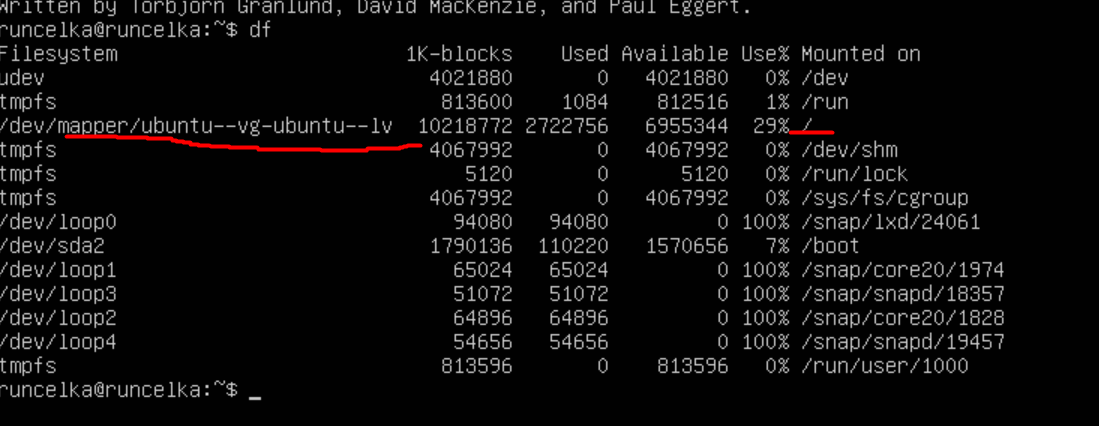 Written by Torbjorn Granlund, David MacKenzie, and Paul Eggert.
runcelka@runcelka:~$ df
Filesystem 1K-blocks Used Available Use% Mounted on
udev 4021880 0 4021880 0% /dev
tmpfs 813600 1084 812516 1% /run
/dev/mapper/ubuntu--vg-ubuntu--lv 10218772 2722756 6955344 29% /
tmpfs 4067992 0 4067992 0% /dev/shm
tmpfs 5120 0 5120 0% /run/lock
tmpfs 4067992 0 4067992 0% /sys/fs/cgroup
/dev/loop0 94080 94080 0 100% /snap/lxd/24061
/dev/sda2 1790136 110220 1570656 7% /boot
/dev/loop1 65024 65024 0 100% /snap/core20/1974
/dev/loop3 51072 51072 0 100% /snap/snapd/18357
/dev/loop2 64896 64896 0 100% /snap/core20/1828
/dev/loop4 54656 54656 0 100% /snap/snapd/19457
tmpfs 813596 0 813596 0% /run/user/1000
runcelka@runcelka:~$ _